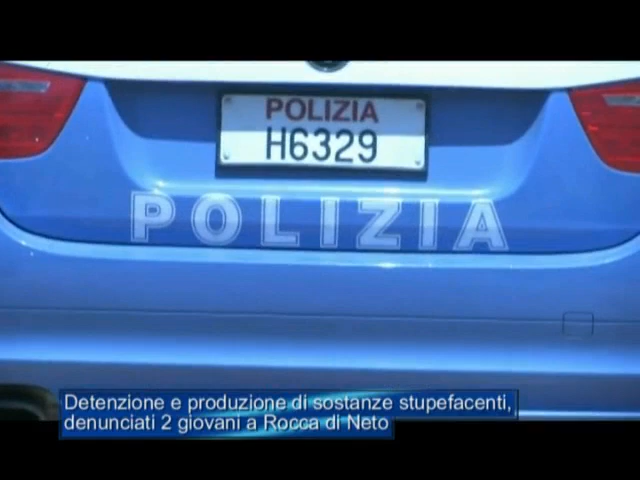 POLIZIA
H6329
POLIZIA
Detenzione e produzione di sostanze stupefacenti,
denunciati 2 giovani a Rocca di Neto